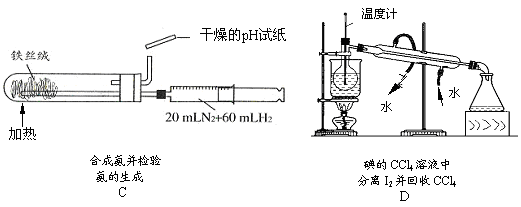 干燥的pH试纸
铁丝绒
加热
20 mLN₂+60 mLH₂
合成氨并检验
氨的生成
C
温度计
水
水
碘的CCl₄溶液中
分离I₂并回收CCl₄
D